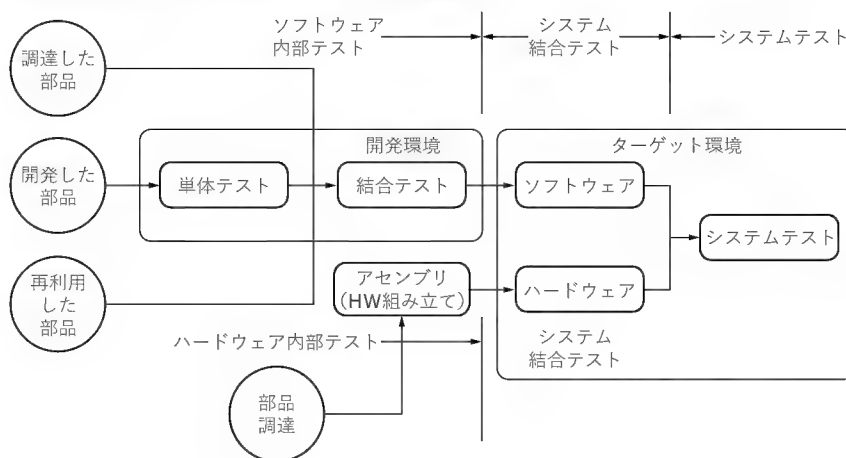 ソフトウェア
内部テスト
システム
結合テスト
システムテスト
調達した
部品
開発環境
ターゲット環境
開発した
部品
単体テスト
結合テスト
ソフトウェア
システムテスト
再利用
した
部品
アセンブリ
(HW組み立て)
ハードウェア
ハードウェア内部テスト
システム
結合テスト
部品
調達